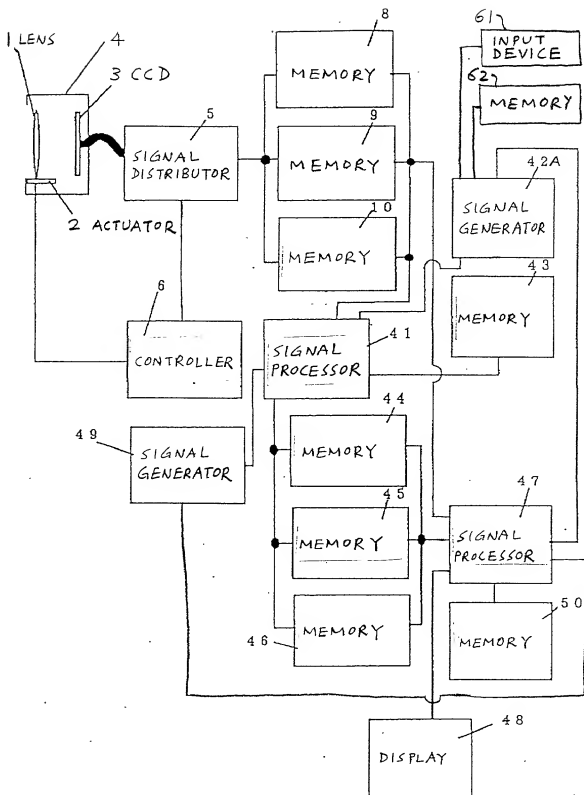 1 LENS
4
3 CCD
5
SIGNAL
DISTRIBUTOR
2 ACTUATOR
6
CONTROLLER
8
MEMORY
9
MEMORY
10
MEMORY
61
INPUT
DEVICE
62
MEMORY
42A
SIGNAL
GENERATOR
43
MEMORY
SIGNAL
PROCESSOR
41
49
SIGNAL
GENERATOR
44
MEMORY
45
MEMORY
46
MEMORY
47
SIGNAL
PROCESSOR
50
MEMORY
48
DISPLAY